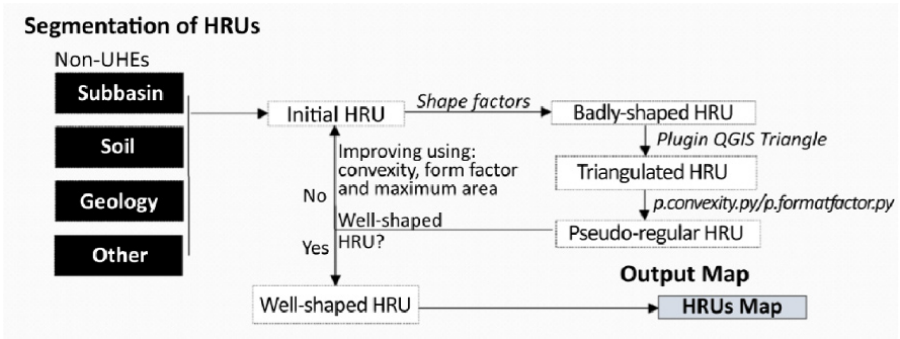 Segmentation of HRUs
Non-UHEs
Subbasin
Soil
Geology
Other
Initial HRU
Shape factors
Badly-shaped HRU
Plugin QGIS Triangle
Triangulated HRU
p.convexity.py/p.formatfactor.py
Pseudo-regular HRU
Improving using:
convexity, form factor
and maximum area
No
Well-shaped
HRU?
Yes
Well-shaped HRU
Output Map
HRUs Map